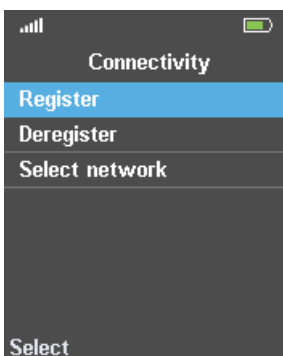 Connectivity
Register
Deregister
Select network
Select